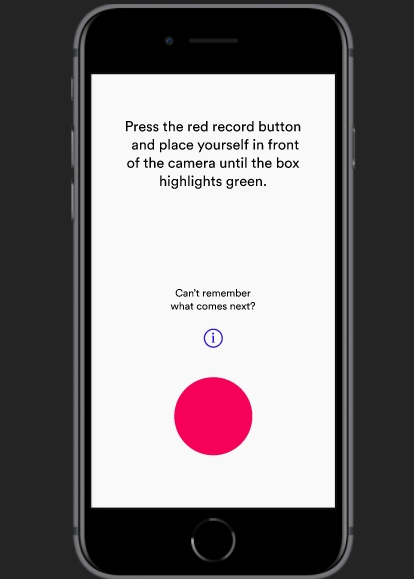 Press the red record button
and place yourself in front
of the camera until the box
highlights green.
Can't remember
what comes next?
i